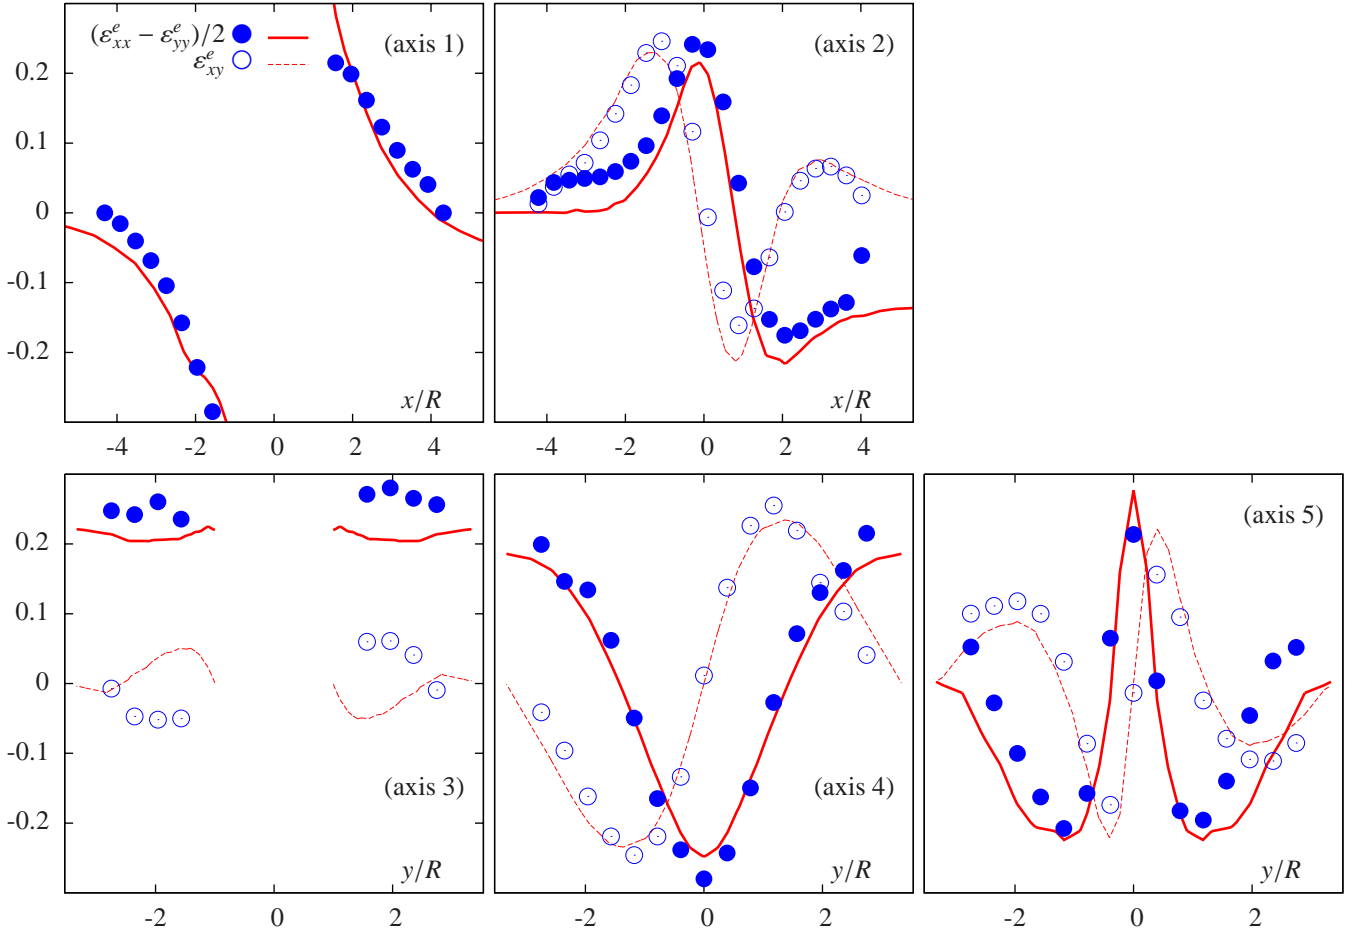 (ε^e_xx − ε^e_yy)/2
ε^e_xy
(axis 1)
(axis 2)
0.2
0.1
0
-0.1
-0.2
x/R
x/R
-4 -2 0 2 4
-4 -2 0 2 4
(axis 5)
0.2
0.1
0
-0.1
-0.2
(axis 3)
(axis 4)
y/R
y/R
y/R
-2 0 2
-2 0 2
-2 0 2